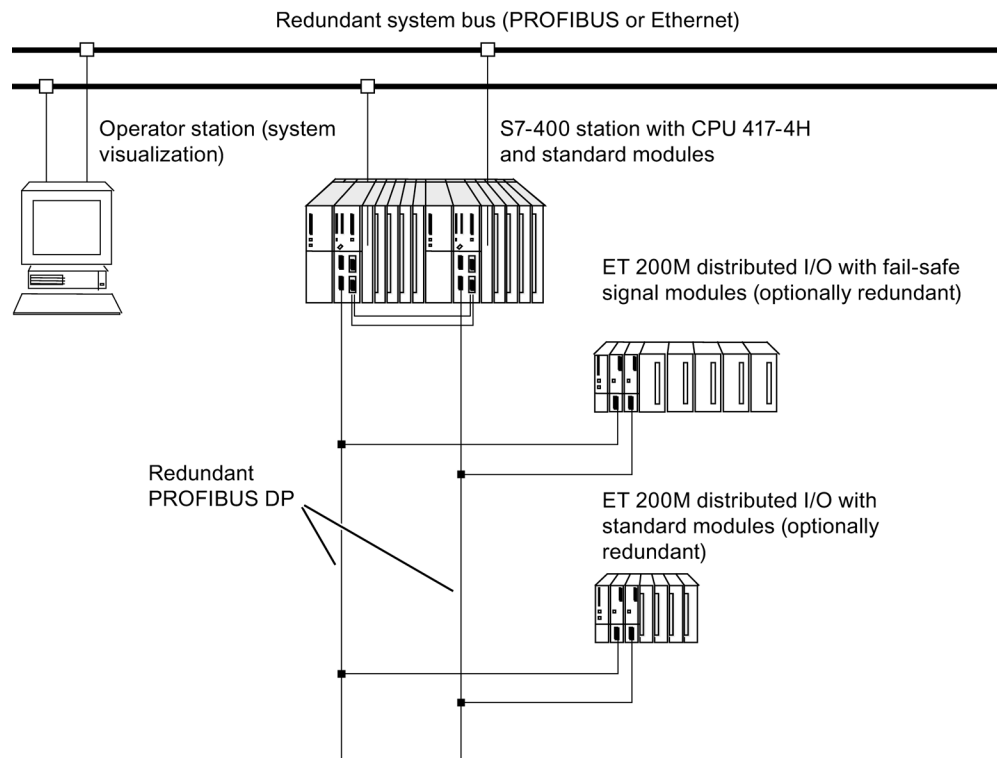 Redundant system bus (PROFIBUS or Ethernet)
Operator station (system
visualization)
S7-400 station with CPU 417-4H
and standard modules
ET 200M distributed I/O with fail-safe
signal modules (optionally redundant)
Redundant
PROFIBUS DP
ET 200M distributed I/O with
standard modules (optionally
redundant)